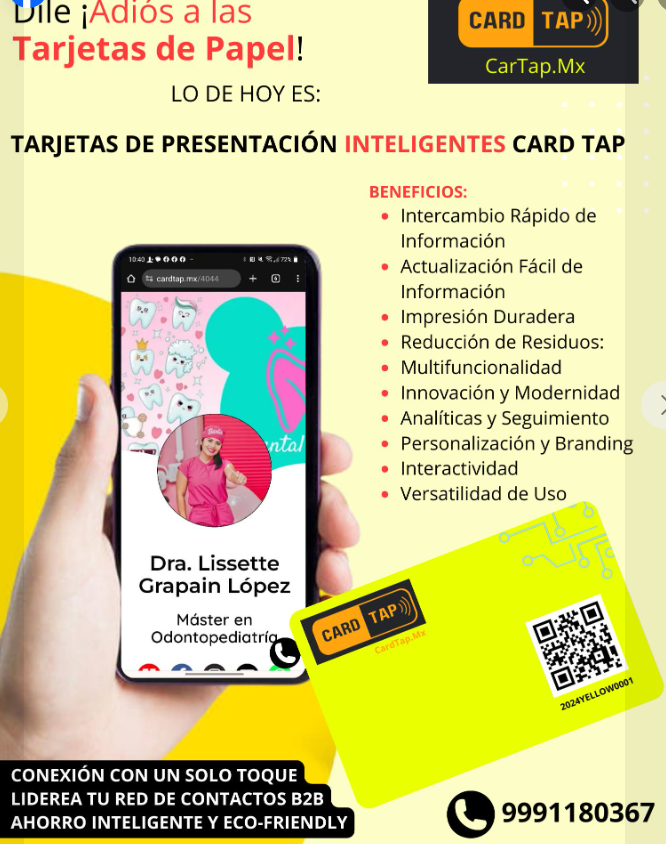 Dile ¡Adiós a las
Tarjetas de Papel!
CARD TAP
CarTap.Mx
LO DE HOY ES:
TARJETAS DE PRESENTACIÓN INTELIGENTES CARD TAP
BENEFICIOS:
Intercambio Rápido de
Información
Actualización Fácil de
Información
Impresión Duradera
Reducción de Residuos:
Multifuncionalidad
Innovación y Modernidad
Analíticas y Seguimiento
Personalización y Branding
Interactividad
Versatilidad de Uso
10:40
72%
cardtap.mx/4044
ental
Dra. Lissette
Grapain López
Máster en
Odontopediatría
CARD TAP
CardTap.Mx
2024YELLOW0001
CONEXIÓN CON UN SOLO TOQUE
LIDEREA TU RED DE CONTACTOS B2B
AHORRO INTELIGENTE Y ECO-FRIENDLY
9991180367